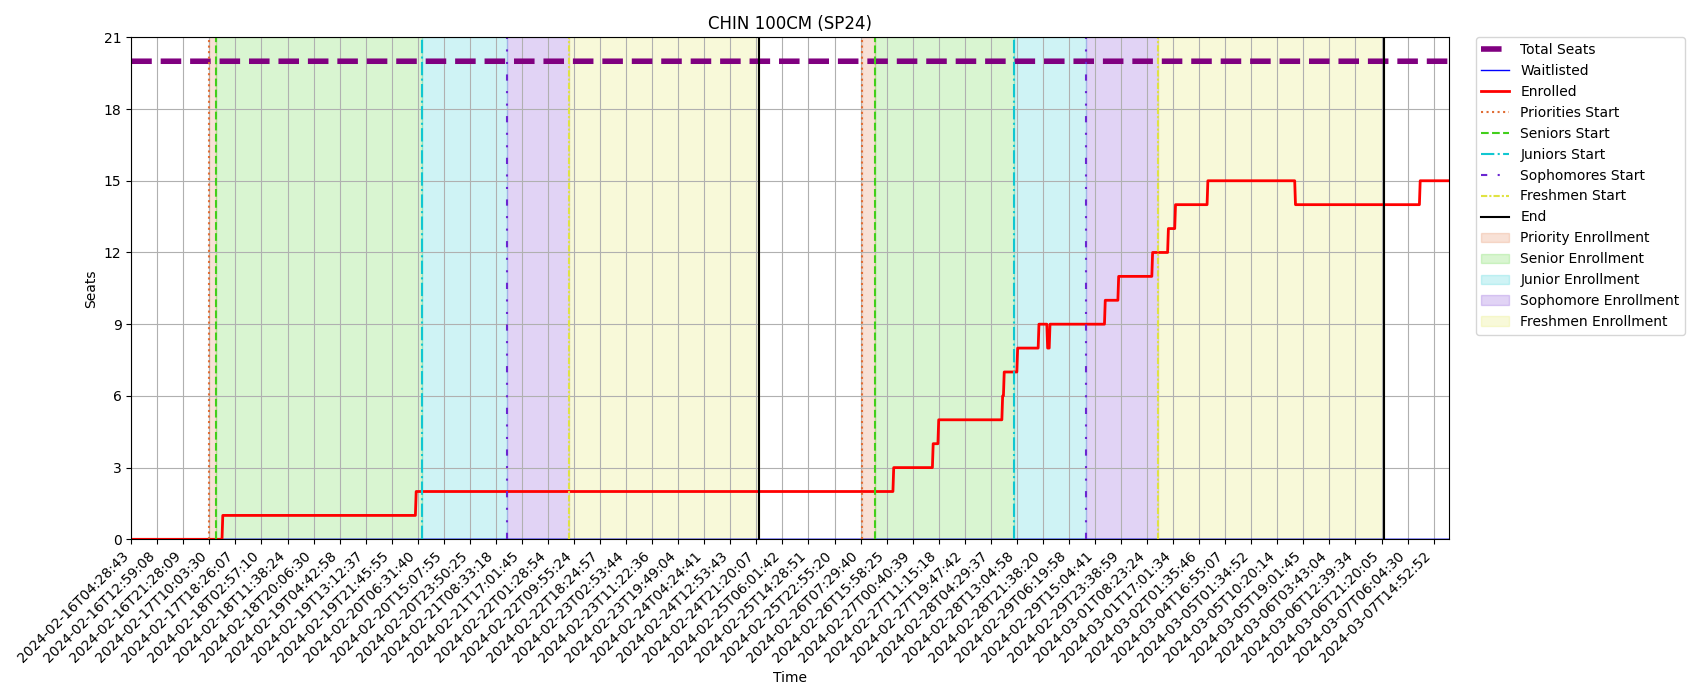 CHIN 100CM (SP24)
Seats
21
18
15
12
9
6
3
0
2024-02-16T04:28:43
2024-02-16T12:59:08
2024-02-16T21:28:09
2024-02-17T10:03:30
2024-02-17T18:26:07
2024-02-18T02:57:10
2024-02-18T11:38:24
2024-02-18T20:06:30
2024-02-19T04:42:58
2024-02-19T13:12:37
2024-02-19T21:45:55
2024-02-20T06:31:40
2024-02-20T15:07:55
2024-02-20T23:50:25
2024-02-21T08:33:18
2024-02-21T17:01:45
2024-02-22T01:28:54
2024-02-22T09:55:24
2024-02-22T18:24:57
2024-02-23T02:53:44
2024-02-23T11:22:36
2024-02-23T19:49:04
2024-02-24T04:24:41
2024-02-24T12:53:43
2024-02-24T21:20:07
2024-02-25T06:01:42
2024-02-25T14:28:51
2024-02-25T22:55:20
2024-02-26T07:29:40
2024-02-26T15:58:25
2024-02-27T00:40:39
2024-02-27T11:15:18
2024-02-27T19:47:42
2024-02-28T04:29:37
2024-02-28T13:04:58
2024-02-28T21:38:20
2024-02-29T06:19:58
2024-02-29T15:04:41
2024-02-29T23:38:59
2024-03-01T08:23:24
2024-03-01T17:01:34
2024-03-02T01:35:46
2024-03-04T16:55:07
2024-03-05T01:34:52
2024-03-05T10:20:14
2024-03-05T19:01:45
2024-03-06T03:43:04
2024-03-06T12:39:34
2024-03-06T21:20:05
2024-03-07T06:04:30
2024-03-07T14:52:52
Time
Total Seats
Waitlisted
Enrolled
Priorities Start
Seniors Start
Juniors Start
Sophomores Start
Freshmen Start
End
Priority Enrollment
Senior Enrollment
Junior Enrollment
Sophomore Enrollment
Freshmen Enrollment